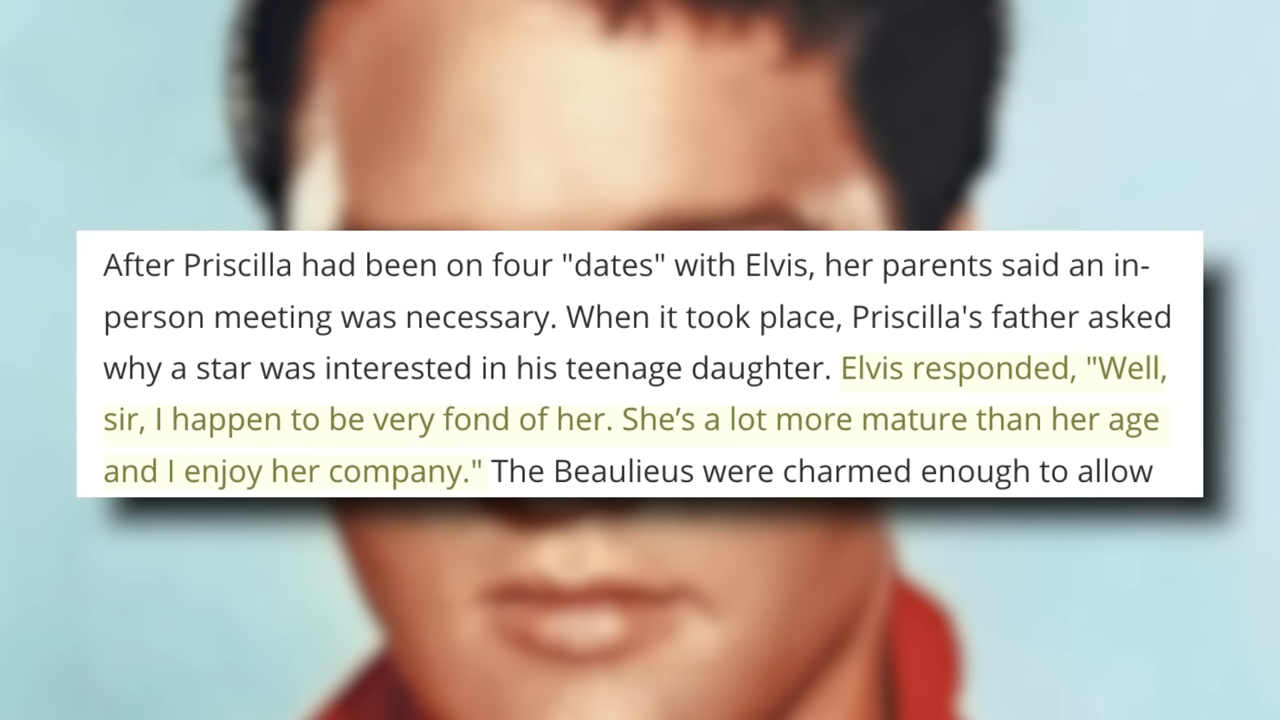 After Priscilla had been on four "dates" with Elvis, her parents said an in-
person meeting was necessary. When it took place, Priscilla's father asked
why a star was interested in his teenage daughter. Elvis responded, "Well,
sir, I happen to be very fond of her. She’s a lot more mature than her age
and I enjoy her company." The Beaulieus were charmed enough to allow